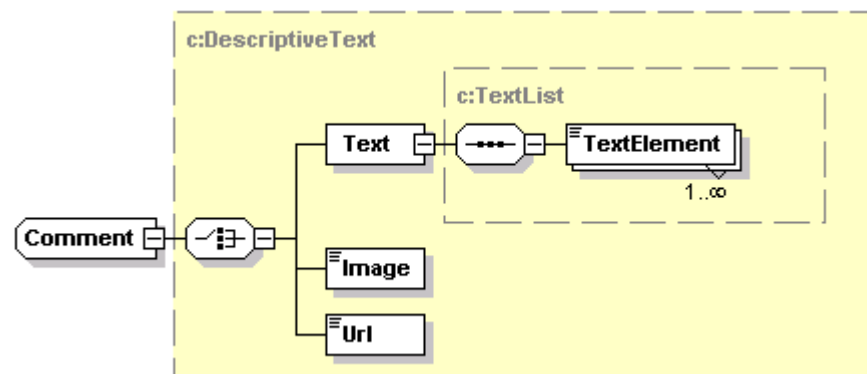 c:DescriptiveText
c:TextList
Text
TextElement
1..∞
Comment
Image
Url